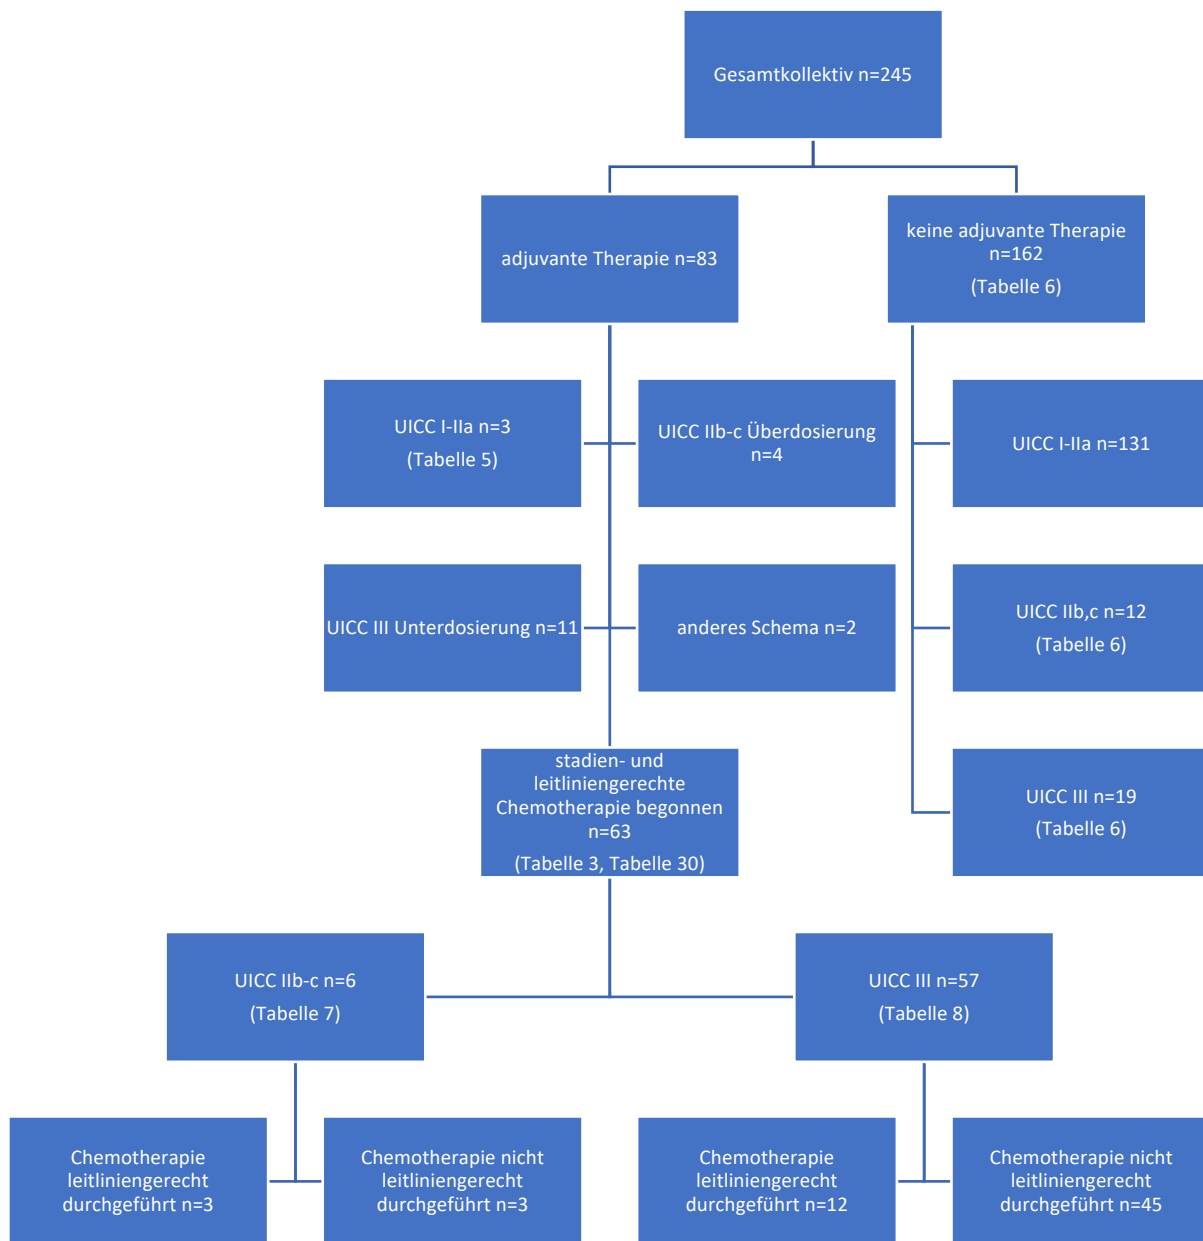 Gesamtkollektiv n=245
adjuvante Therapie n=83
keine adjuvante Therapie
n=162
(Tabelle 6)
UICC I-IIa n=3
(Tabelle 5)
UICC IIb-c Überdosierung
n=4
UICC I-IIa n=131
UICC III Unterdosierung n=11
anderes Schema n=2
UICC IIb,c n=12
(Tabelle 6)
stadien- und
leitliniengerechte
Chemotherapie begonnen
n=63
(Tabelle 3, Tabelle 30)
UICC III n=19
(Tabelle 6)
UICC IIb-c n=6
(Tabelle 7)
UICC III n=57
(Tabelle 8)
Chemotherapie
leitliniengerecht
durchgeführt n=3
Chemotherapie nicht
leitliniengerecht
durchgeführt n=3
Chemotherapie
leitliniengerecht
durchgeführt n=12
Chemotherapie nicht
leitliniengerecht
durchgeführt n=45